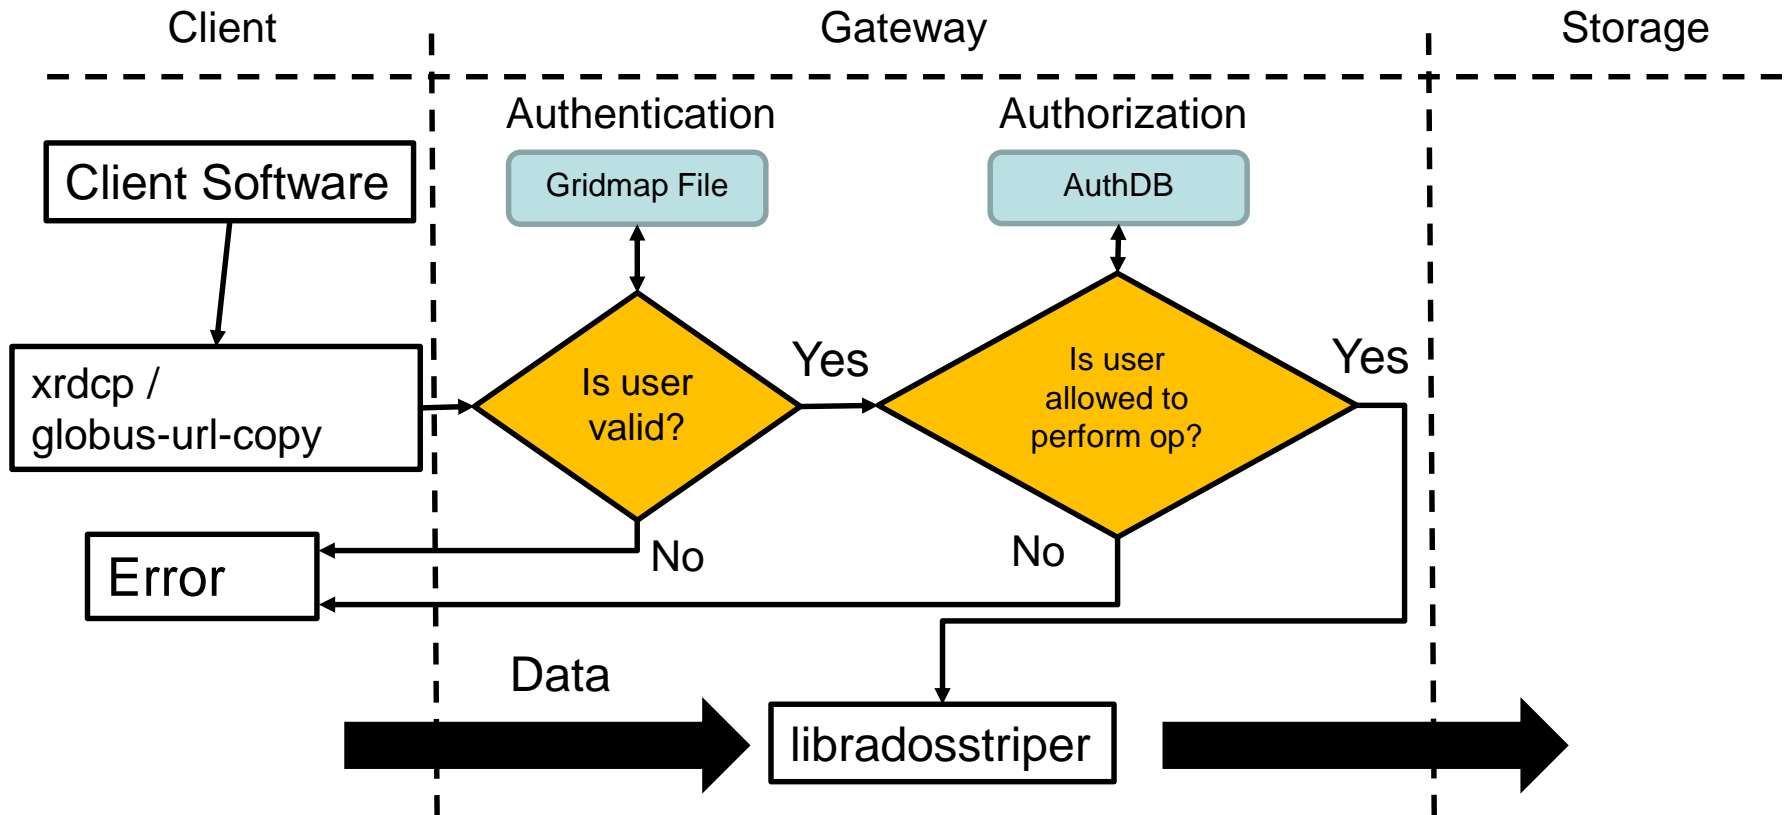 Client
Gateway
Storage
Authentication
Authorization
Client Software
Gridmap File
AuthDB
xrdcp /
globus-url-copy
Is user
valid?
Yes
Is user
allowed to
perform op?
Yes
Error
No
No
Data
libradosstriper